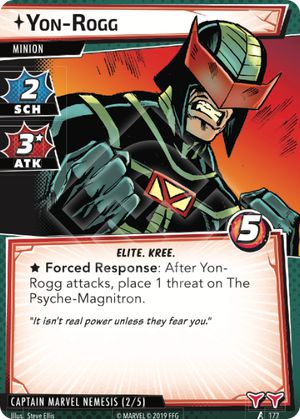 Yon-Rogg
MINION
2
SCH
3★
ATK
5
ELITE. KREE.
★ Forced Response: After Yon-
Rogg attacks, place 1 threat on The
Psyche-Magnitron.
"It isn't real power unless they fear you."
CAPTAIN MARVEL NEMESIS (2/5)
Illus. Steve Ellis
© MARVEL © 2019 FFG
177